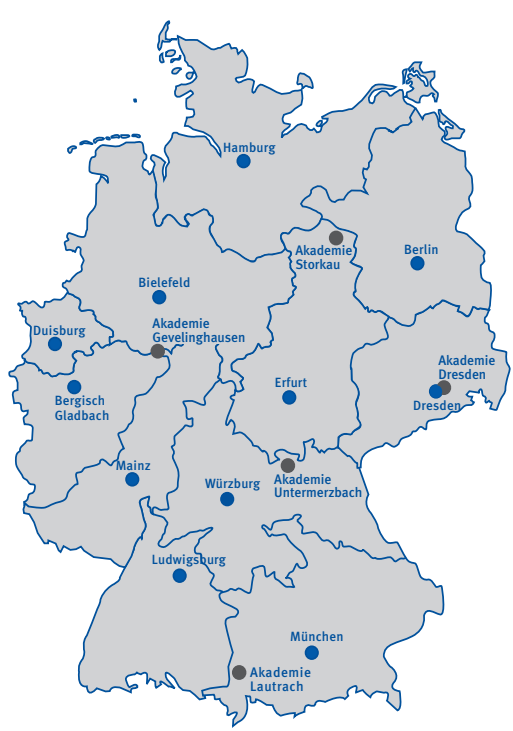 Hamburg
Akademie
Storkau
Berlin
Bielefeld
Akademie
Gevelinghausen
Duisburg
Akademie
Dresden
Dresden
Erfurt
Bergisch
Gladbach
Mainz
Würzburg
Akademie
Untermerzbach
Ludwigsburg
München
Akademie
Lautrach